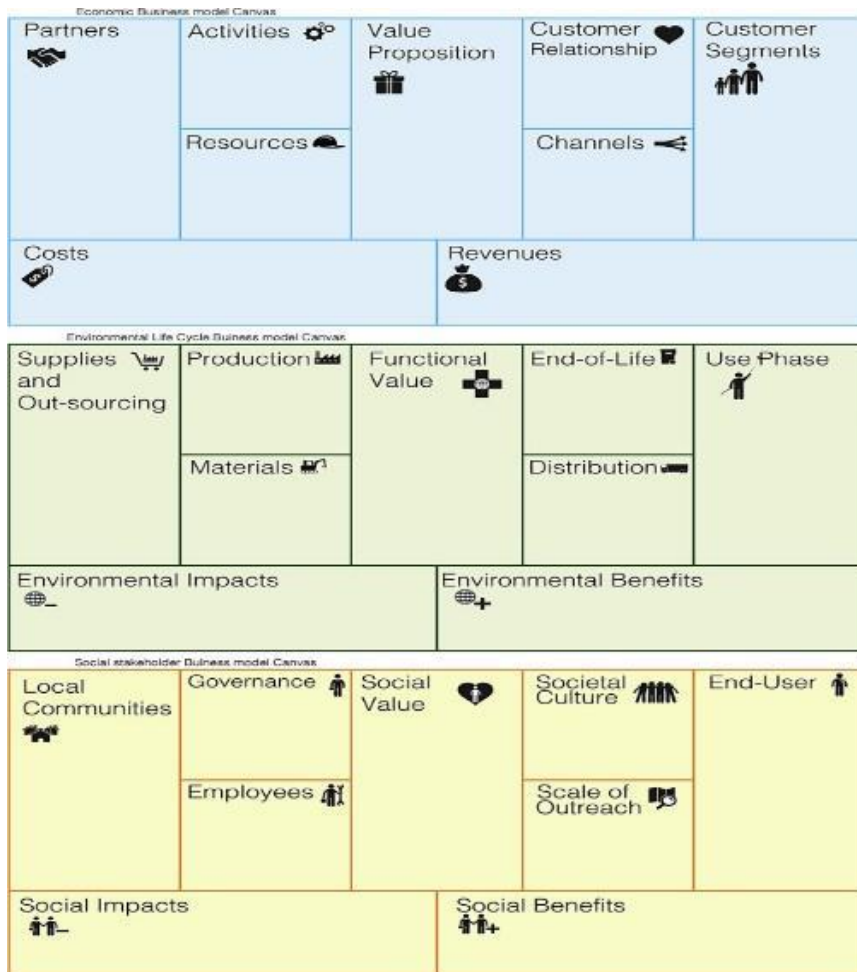 Economic Business model Canvas
Partners
Activities
Value
Proposition
Customer
Relationship
Customer
Segments
Resources
Channels
Costs
Revenues
Environmental Life Cycle Buiness model Canvas
Supplies
and
Out-sourcing
Production
Functional
Value
End-of-Life
Use Phase
Materials
Distribution
Environmental Impacts
Environmental Benefits
Social stakeholder Buiness model Canvas
Local
Communities
Governance
Social
Value
Societal
Culture
End-User
Employees
Scale of
Outreach
Social Impacts
Social Benefits